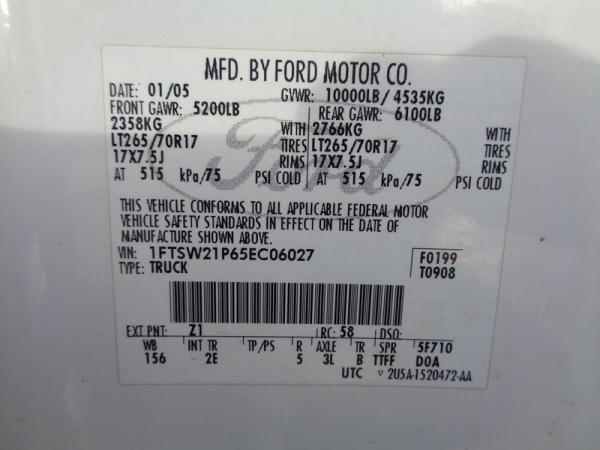 MFD. BY FORD MOTOR CO.
DATE: 01/05 GVWR: 10000LB/ 4535KG
FRONT GAWR: 5200LB REAR GAWR: 6100LB
2358KG WITH 2766KG WITH
LT265/70R17 TIRES LT265/70R17 TIRES
17X7.5J RIMS 17X7.5J RIMS
AT 515 kPa/75 PSI COLD AT 515 kPa/75 PSI COLD
Ford
THIS VEHICLE CONFORMS TO ALL APPLICABLE FEDERAL MOTOR
VEHICLE SAFETY STANDARDS IN EFFECT ON THE DATE OF
MANUFACTURE SHOWN ABOVE.
VIN: 1FTSW21P65EC06027 F0199
TYPE: TRUCK T0908
EXT PNT: Z1 RC: 58 DSO:
WB INT TR TP/PS R AXLE TR SPR 5F710
156 2E 5 3L B TTFF DOA
UTC ▽ 2U5A-1520472-AA